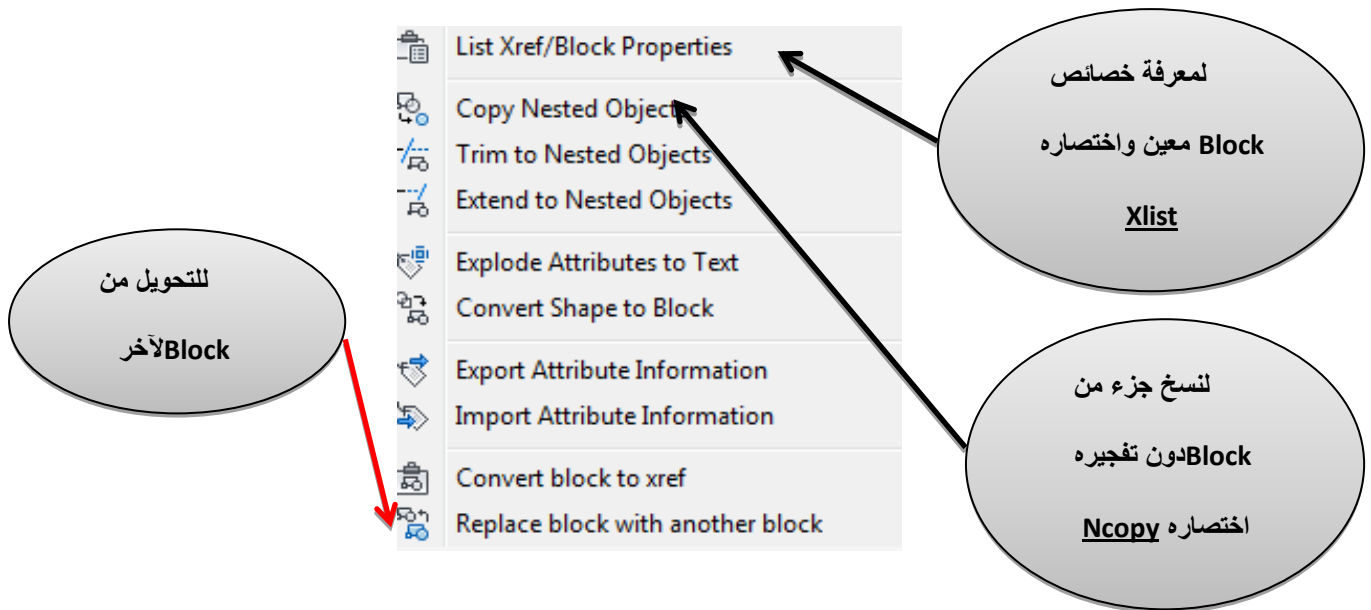 List Xref/Block Properties
Copy Nested Objects
Trim to Nested Objects
Extend to Nested Objects
Explode Attributes to Text
Convert Shape to Block
Export Attribute Information
Import Attribute Information
Convert block to xref
Replace block with another block
لمعرفة خصائص
Block معين واختصاره
Xlist
لنسخ جزء من
Blockدون تفجيره
اختصاره Ncopy
للتحويل من
Blockلآخر